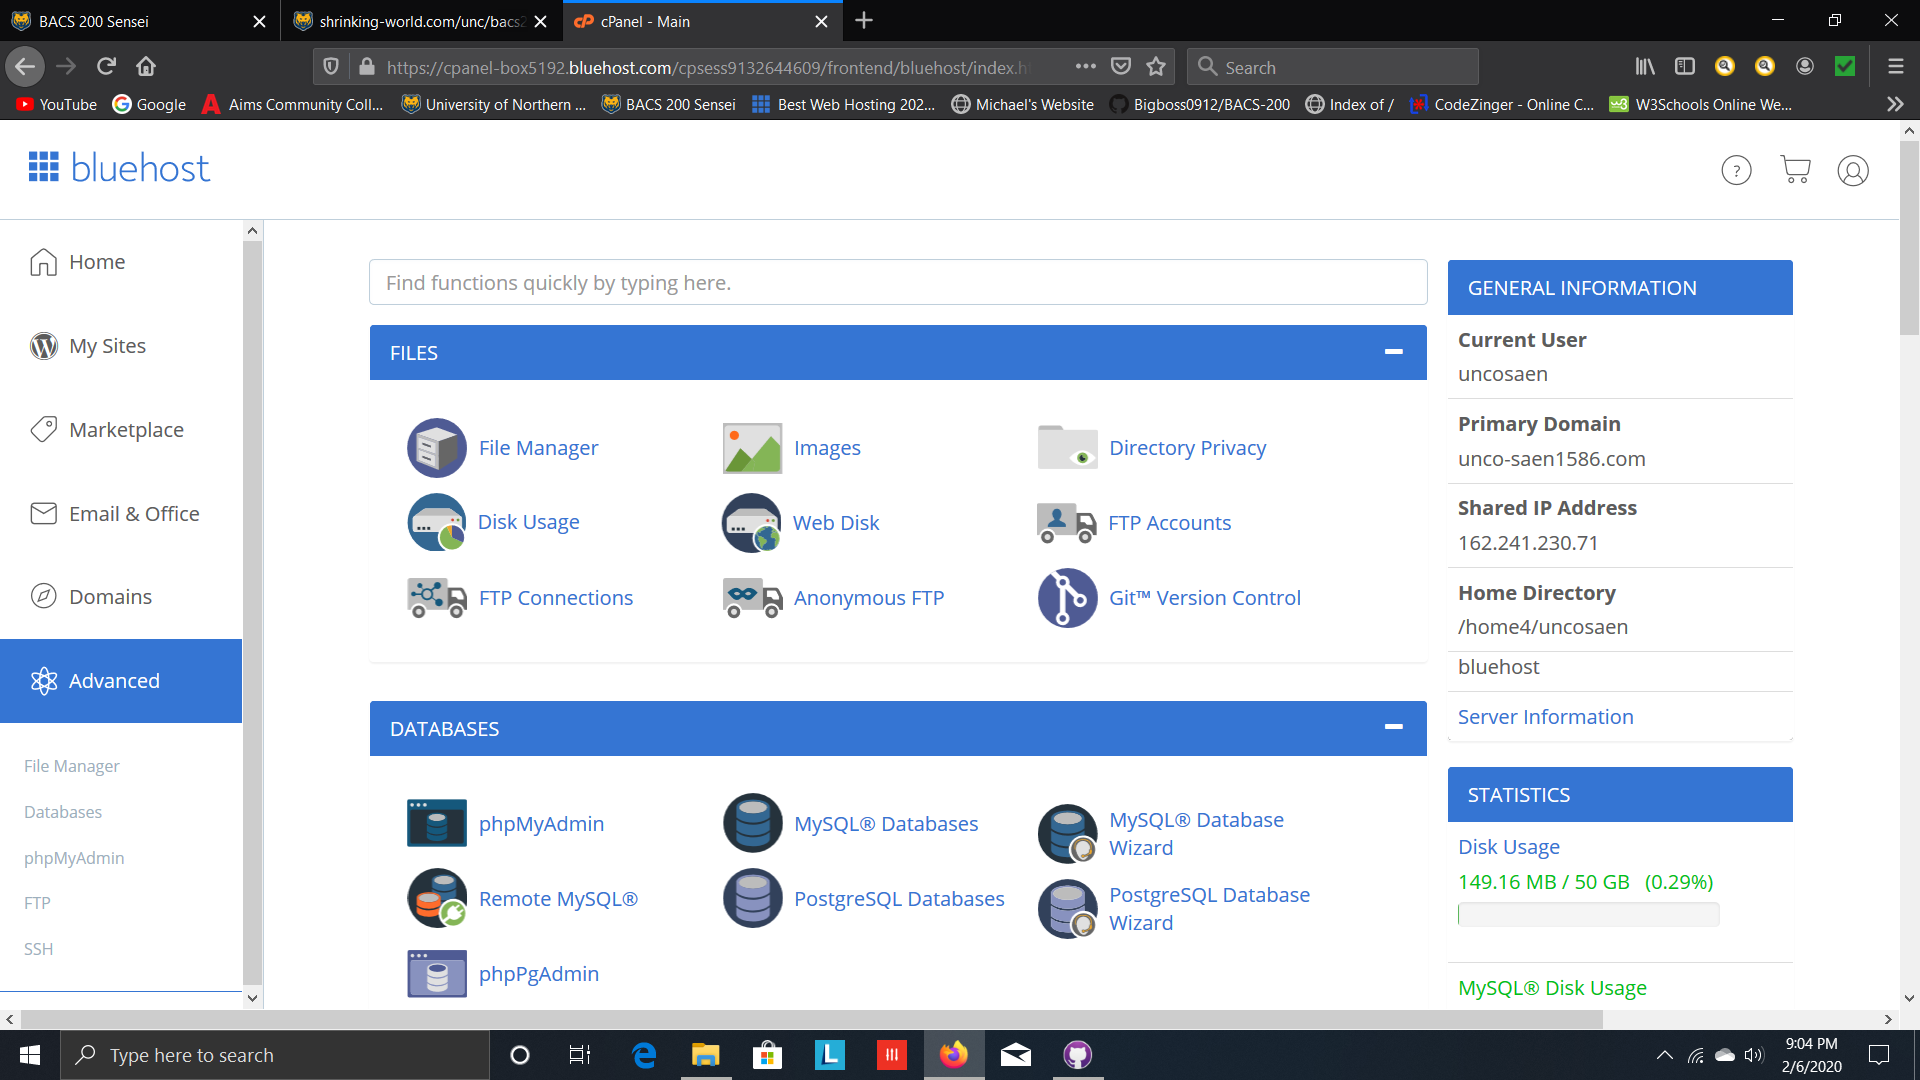 BACS 200 Sensei
shrinking-world.com/unc/bacs2
cP cPanel - Main
https://cpanel-box5192.bluehost.com/cpsess9132644609/frontend/bluehost/index.h
Search
YouTube
Google
Aims Community Coll...
University of Northern ...
BACS 200 Sensei
Best Web Hosting 202...
Michael's Website
Bigboss0912/BACS-200
Index of /
CodeZinger - Online C...
W3Schools Online We...
bluehost
?
Home
My Sites
Marketplace
Email & Office
Domains
Advanced
File Manager
Databases
phpMyAdmin
FTP
SSH
Find functions quickly by typing here.
FILES
File Manager
Images
Directory Privacy
Disk Usage
Web Disk
FTP Accounts
FTP Connections
Anonymous FTP
Git™ Version Control
DATABASES
phpMyAdmin
MySQL® Databases
MySQL® Database
Wizard
Remote MySQL®
PostgreSQL Databases
PostgreSQL Database
Wizard
phpPgAdmin
GENERAL INFORMATION
Current User
uncosaen
Primary Domain
unco-saen1586.com
Shared IP Address
162.241.230.71
Home Directory
/home4/uncosaen
bluehost
Server Information
STATISTICS
Disk Usage
149.16 MB / 50 GB (0.29%)
MySQL® Disk Usage
Type here to search
9:04 PM
2/6/2020